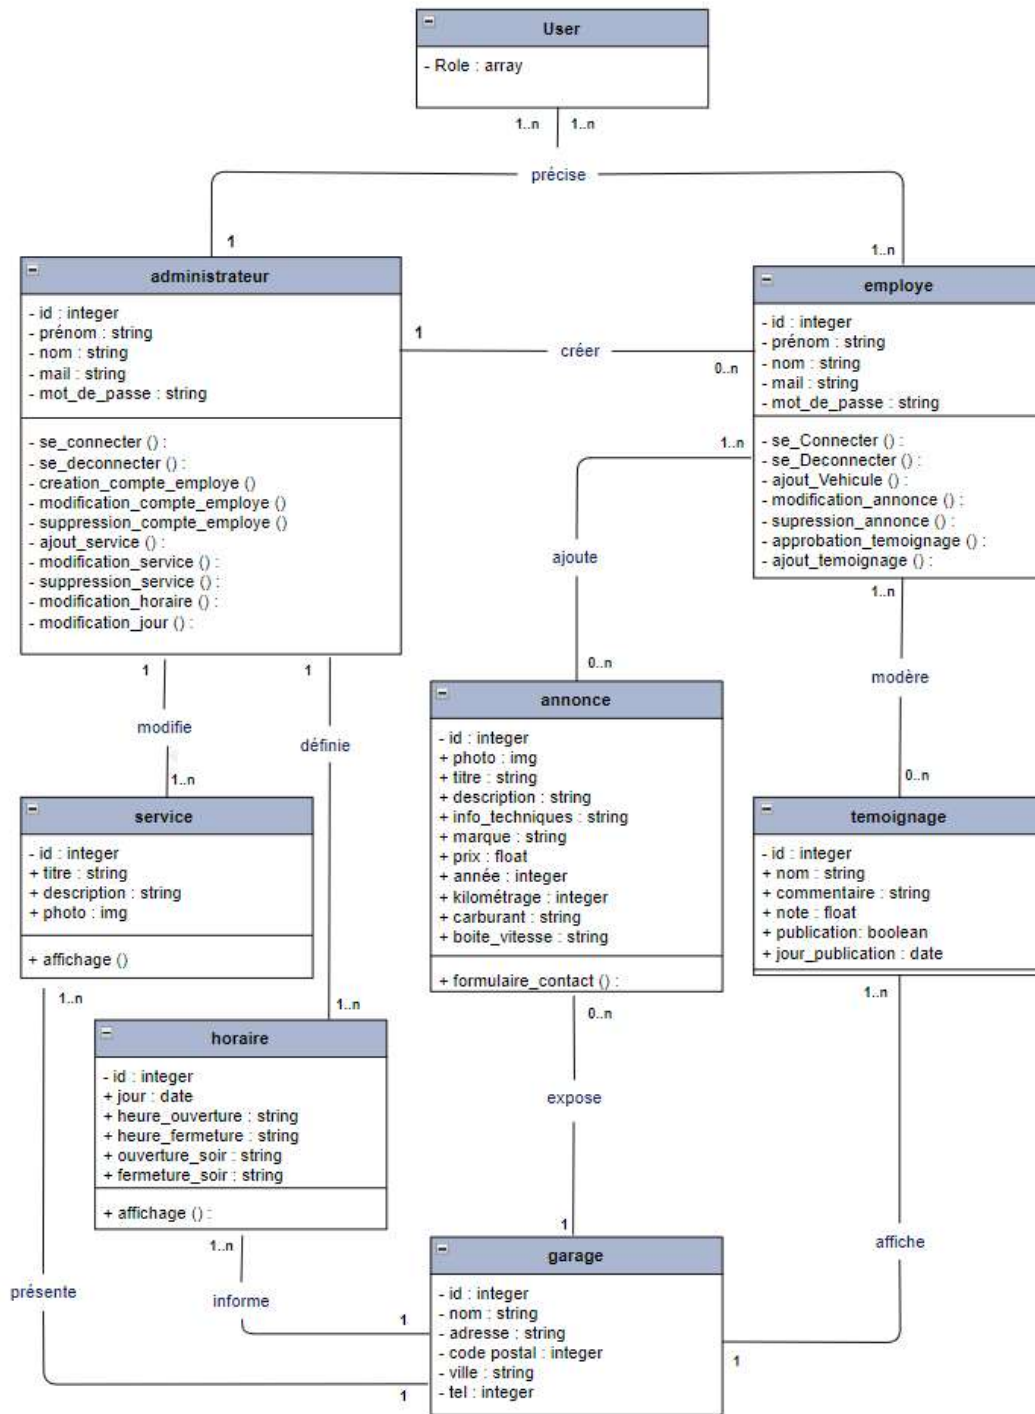 User
- Role : array
1..n 1..n
précise
1
1..n
administrateur
- id : integer
- prénom : string
- nom : string
- mail : string
- mot_de_passe : string
- se_connecter () :
- se_deconnecter () :
- creation_compte_employe ()
- modification_compte_employe ()
- suppression_compte_employe ()
- ajout_service () :
- modification_service () :
- suppression_service () :
- modification_horaire () :
- modification_jour () :
1
créer
0..n
employe
- id : integer
- prénom : string
- nom : string
- mail : string
- mot_de_passe : string
- se_Connecter () :
- se_Deconnecter () :
- ajout_Vehicule () :
- modification_annonce () :
- supression_annonce () :
- approbation_temoignage () :
- ajout_temoignage () :
1..n
ajoute
0..n
1..n
modère
0..n
1
modifie
1..n
1
définie
1..n
service
- id : integer
+ titre : string
+ description : string
+ photo : img
+ affichage ()
1..n
annonce
- id : integer
+ photo : img
+ titre : string
+ description : string
+ info_techniques : string
+ marque : string
+ prix : float
+ année : integer
+ kilométrage : integer
+ carburant : string
+ boite_vitesse : string
+ formulaire_contact () :
0..n
temoignage
- id : integer
+ nom : string
+ commentaire : string
+ note : float
+ publication: boolean
+ jour_publication : date
1..n
horaire
- id : integer
+ jour : date
+ heure_ouverture : string
+ heure_fermeture : string
+ ouverture_soir : string
+ fermeture_soir : string
+ affichage () :
1..n
expose
1
affiche
1
présente
informe
1
1
garage
- id : integer
- nom : string
- adresse : string
- code postal : integer
- ville : string
- tel : integer